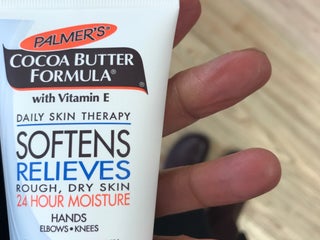 PALMER'S®
COCOA BUTTER
FORMULA®
with Vitamin E
DAILY SKIN THERAPY
SOFTENS
RELIEVES
ROUGH, DRY SKIN
24 HOUR MOISTURE
HANDS
ELBOWS • KNEES